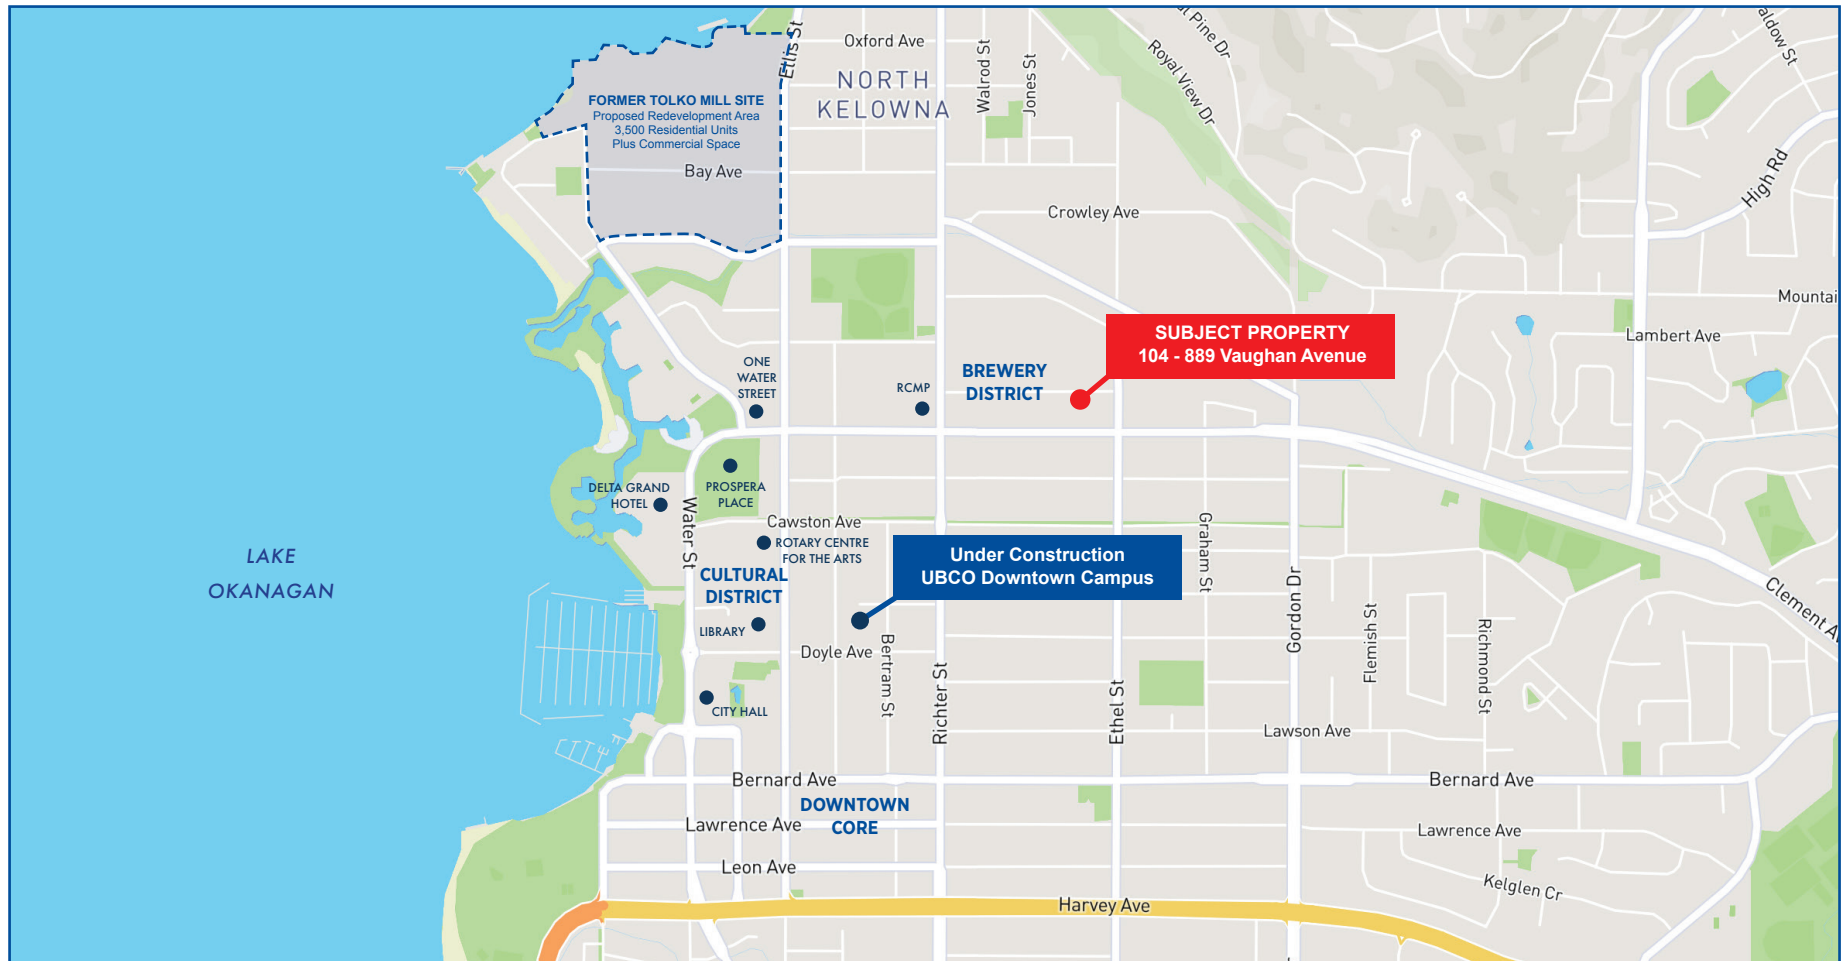 Ellis St
Oxford Ave
Walrod St
Jones St
Royal View Dr
Pine Dr
NORTH
KELOWNA
FORMER TOLKO MILL SITE
Proposed Redevelopment Area
3,500 Residential Units
Plus Commercial Space
Bay Ave
Crowley Ave
High Rd
Mountai
Lambert Ave
SUBJECT PROPERTY
104 - 889 Vaughan Avenue
BREWERY
DISTRICT
ONE
WATER
STREET
RCMP
DELTA GRAND
HOTEL
PROSPERA
PLACE
Water St
Cawston Ave
ROTARY CENTRE
FOR THE ARTS
Under Construction
UBCO Downtown Campus
Graham St
Gordon Dr
Clement A
LAKE
OKANAGAN
CULTURAL
DISTRICT
LIBRARY
Doyle Ave
Bertram St
Richter St
Ethel St
Flemish St
Richmond St
CITY HALL
Lawson Ave
Bernard Ave
Bernard Ave
DOWNTOWN
CORE
Lawrence Ave
Lawrence Ave
Leon Ave
Kelglen Cr
Harvey Ave